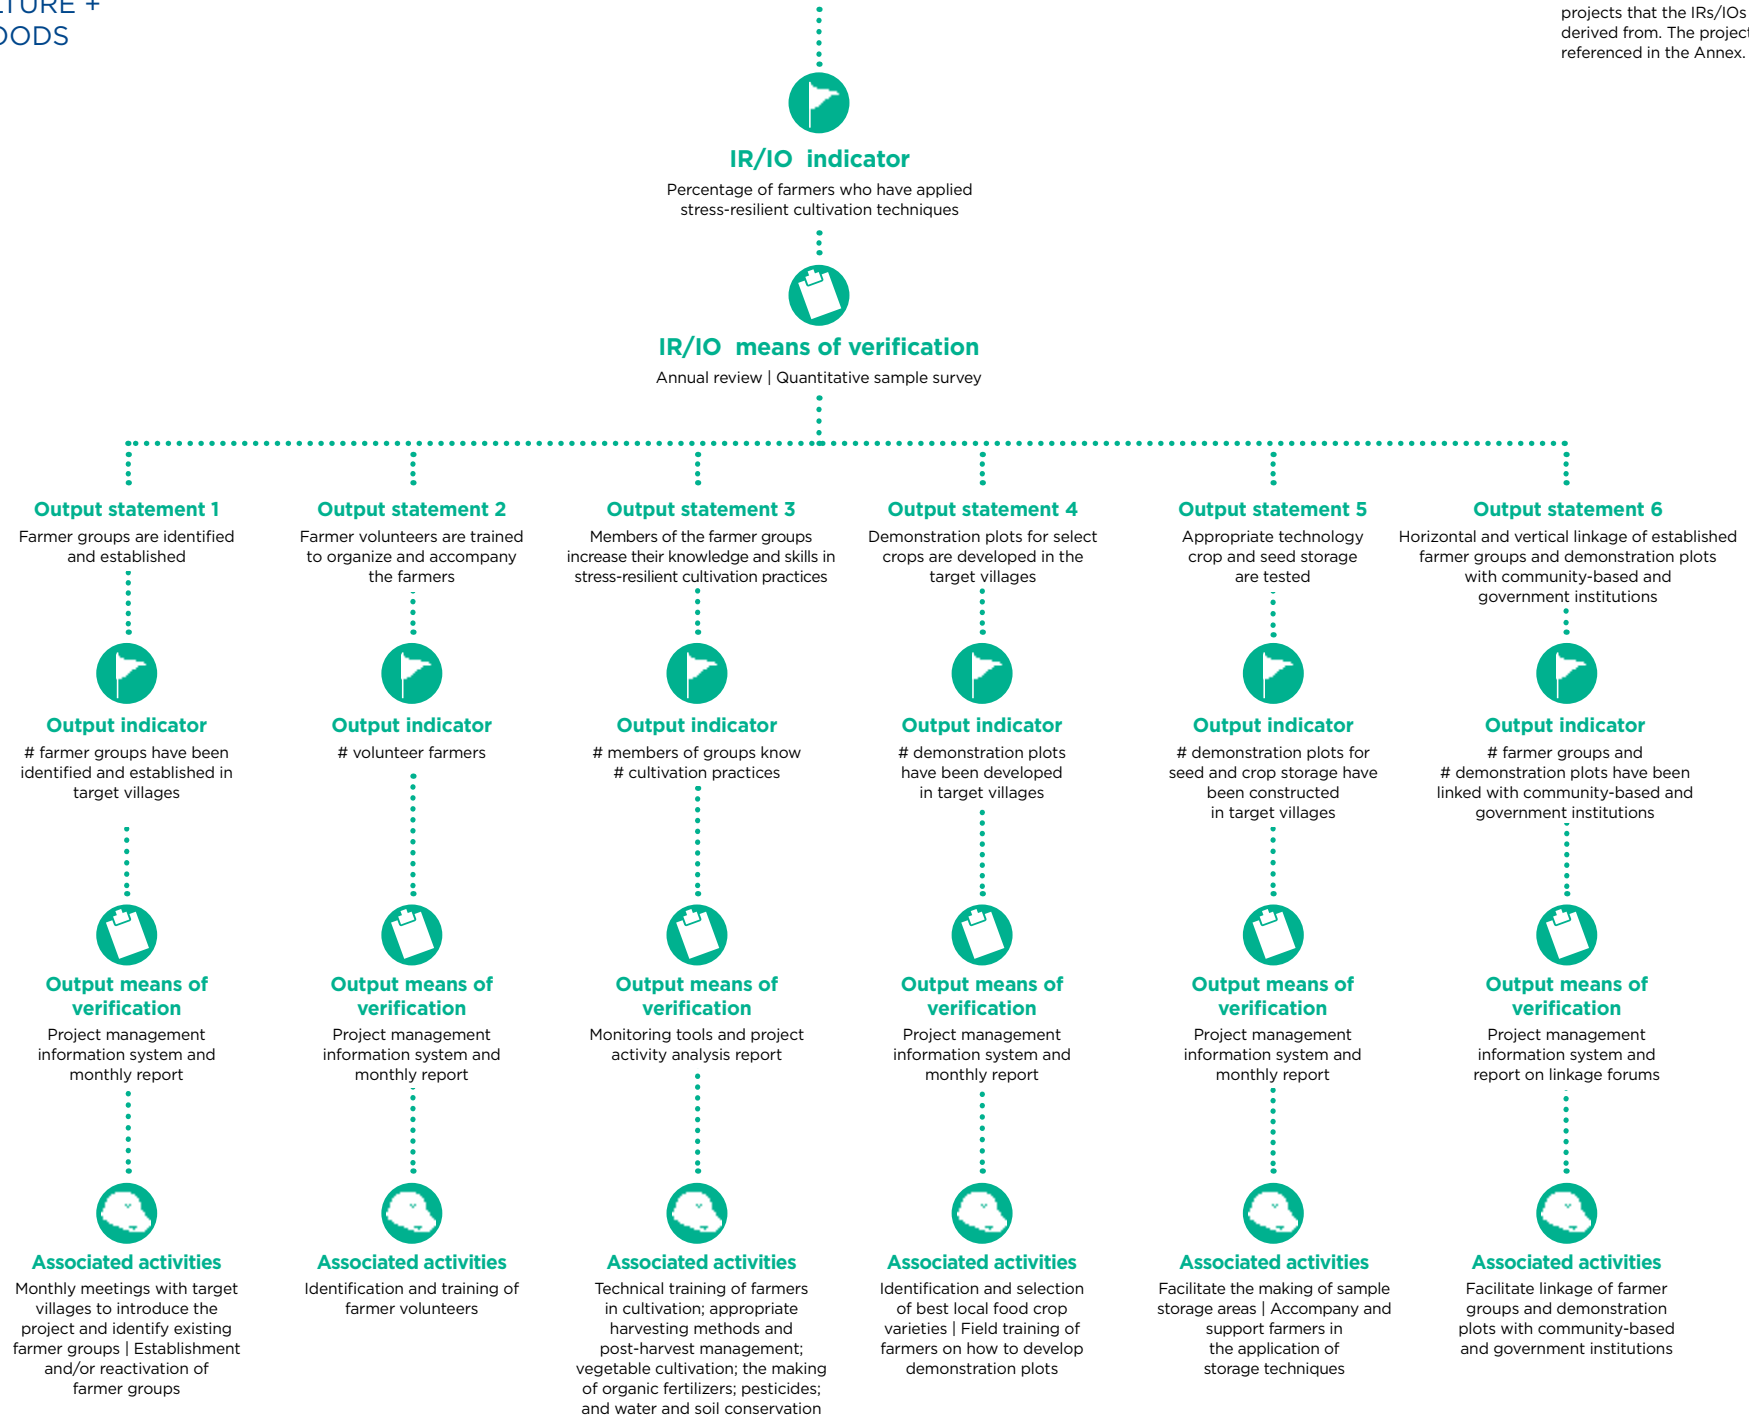 LTURE +
OODS
projects that the IRs/IOs
derived from. The project
referenced in the Annex.
IR/IO indicator
Percentage of farmers who have applied
stress-resilient cultivation techniques
IR/IO means of verification
Annual review | Quantitative sample survey
Output statement 1
Farmer groups are identified
and established
Output indicator
# farmer groups have been
identified and established in
target villages
Output means of
verification
Project management
information system and
monthly report
Associated activities
Monthly meetings with target
villages to introduce the
project and identify existing
farmer groups | Establishment
and/or reactivation of
farmer groups
Output statement 2
Farmer volunteers are trained
to organize and accompany
the farmers
Output indicator
# volunteer farmers
Output means of
verification
Project management
information system and
monthly report
Associated activities
Identification and training of
farmer volunteers
Output statement 3
Members of the farmer groups
increase their knowledge and skills in
stress-resilient cultivation practices
Output indicator
# members of groups know
# cultivation practices
Output means of
verification
Monitoring tools and project
activity analysis report
Associated activities
Technical training of farmers
in cultivation; appropriate
harvesting methods and
post-harvest management;
vegetable cultivation; the making
of organic fertilizers; pesticides;
and water and soil conservation
Output statement 4
Demonstration plots for select
crops are developed in the
target villages
Output indicator
# demonstration plots
have been developed
in target villages
Output means of
verification
Project management
information system and
monthly report
Associated activities
Identification and selection
of best local food crop
varieties | Field training of
farmers on how to develop
demonstration plots
Output statement 5
Appropriate technology
crop and seed storage
are tested
Output indicator
# demonstration plots for
seed and crop storage have
been constructed
in target villages
Output means of
verification
Project management
information system and
monthly report
Associated activities
Facilitate the making of sample
storage areas | Accompany and
support farmers in
the application of
storage techniques
Output statement 6
Horizontal and vertical linkage of established
farmer groups and demonstration plots
with community-based and
government institutions
Output indicator
# farmer groups and
# demonstration plots have been
linked with community-based and
government institutions
Output means of
verification
Project management
information system and
report on linkage forums
Associated activities
Facilitate linkage of farmer
groups and demonstration
plots with community-based
and government institutions